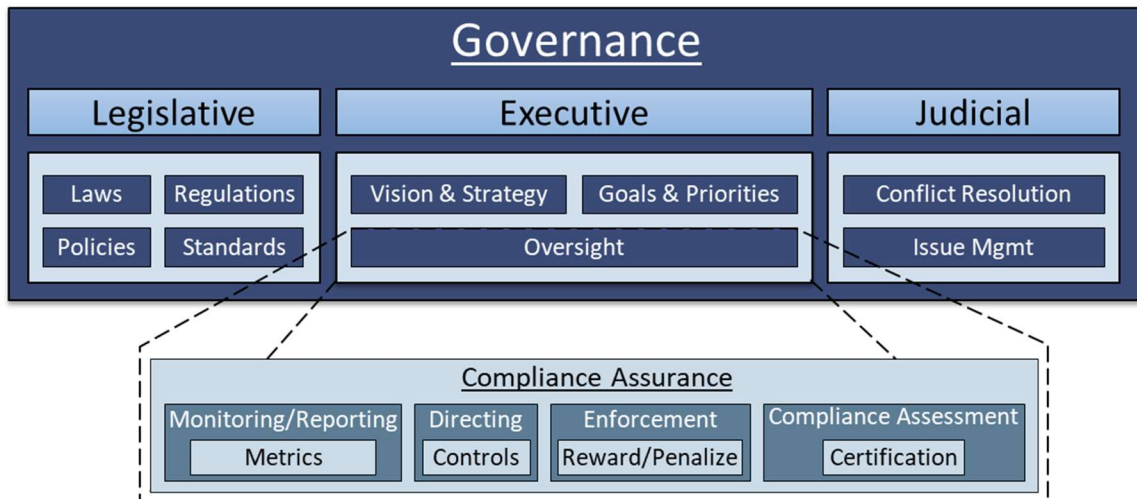 Governance
Legislative
Executive
Judicial
Laws
Regulations
Policies
Standards
Vision & Strategy
Goals & Priorities
Oversight
Conflict Resolution
Issue Mgmt
Compliance Assurance
Monitoring/Reporting
Metrics
Directing
Controls
Enforcement
Reward/Penalize
Compliance Assessment
Certification